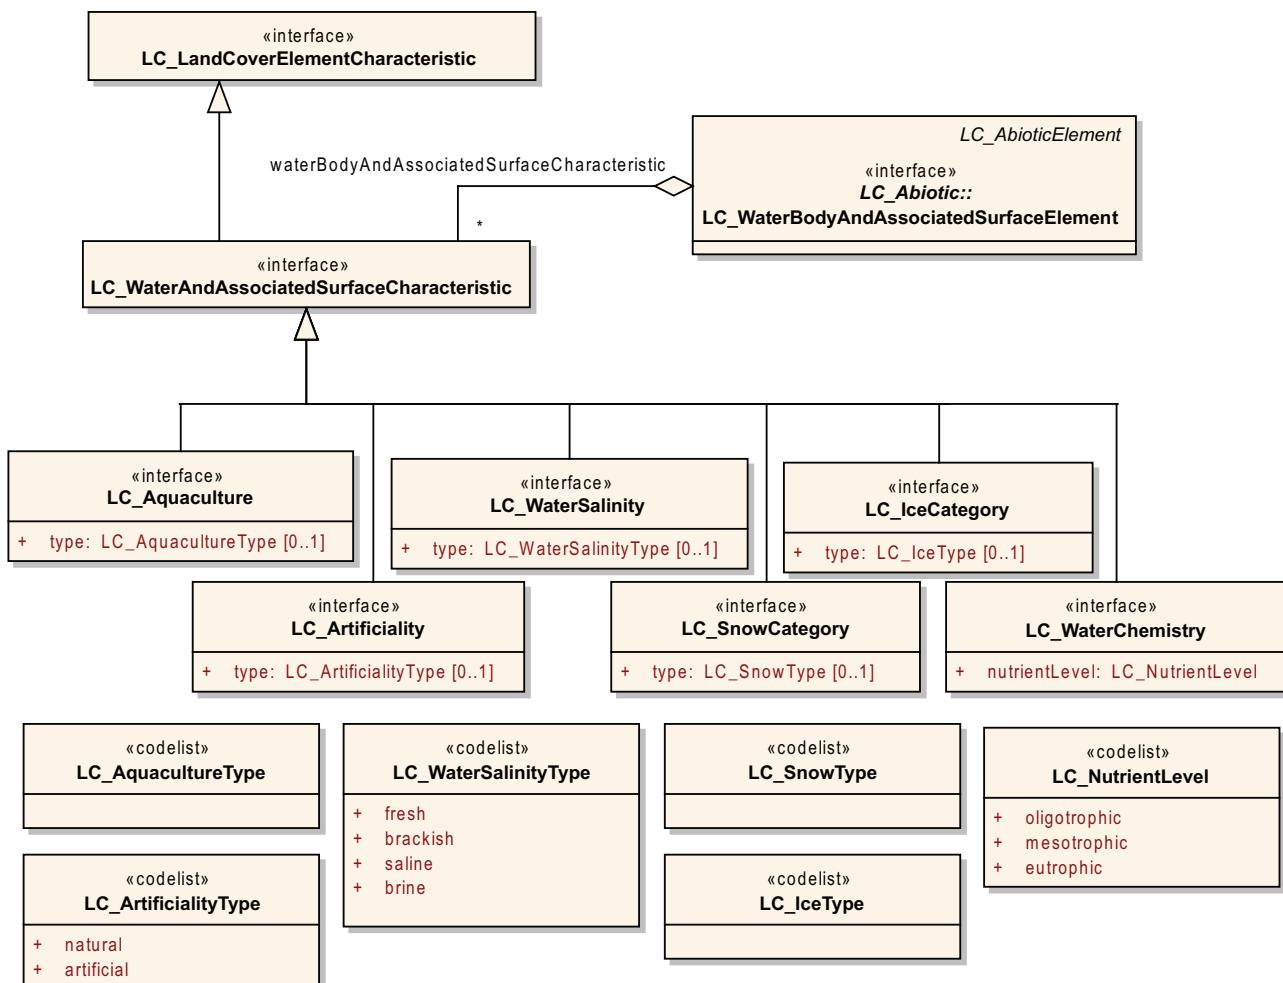 «interface»
LC_LandCoverElementCharacteristic
LC_AbioticElement
«interface»
LC_Abiotic::
LC_WaterBodyAndAssociatedSurfaceElement
waterBodyAndAssociatedSurfaceCharacteristic
*
«interface»
LC_WaterAndAssociatedSurfaceCharacteristic
«interface»
LC_Aquaculture
+ type: LC_AquacultureType [0..1]
«interface»
LC_WaterSalinity
+ type: LC_WaterSalinityType [0..1]
«interface»
LC_IceCategory
+ type: LC_IceType [0..1]
«interface»
LC_Artificiality
+ type: LC_ArtificialityType [0..1]
«interface»
LC_SnowCategory
+ type: LC_SnowType [0..1]
«interface»
LC_WaterChemistry
+ nutrientLevel: LC_NutrientLevel
«codelist»
LC_AquacultureType
«codelist»
LC_WaterSalinityType
+ fresh
+ brackish
+ saline
+ brine
«codelist»
LC_SnowType
«codelist»
LC_NutrientLevel
+ oligotrophic
+ mesotrophic
+ eutrophic
«codelist»
LC_ArtificialityType
+ natural
+ artificial
«codelist»
LC_IceType